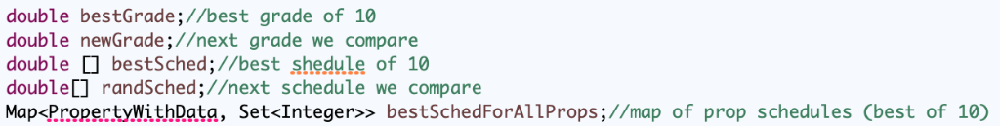 double bestGrade;//best grade of 10
double newGrade;//next grade we compare
double [] bestSched;//best shedule of 10
double[] randSched;//next schedule we compare
Map<PropertyWithData, Set<Integer>> bestSchedForAllProps;//map of prop schedules (best of 10)